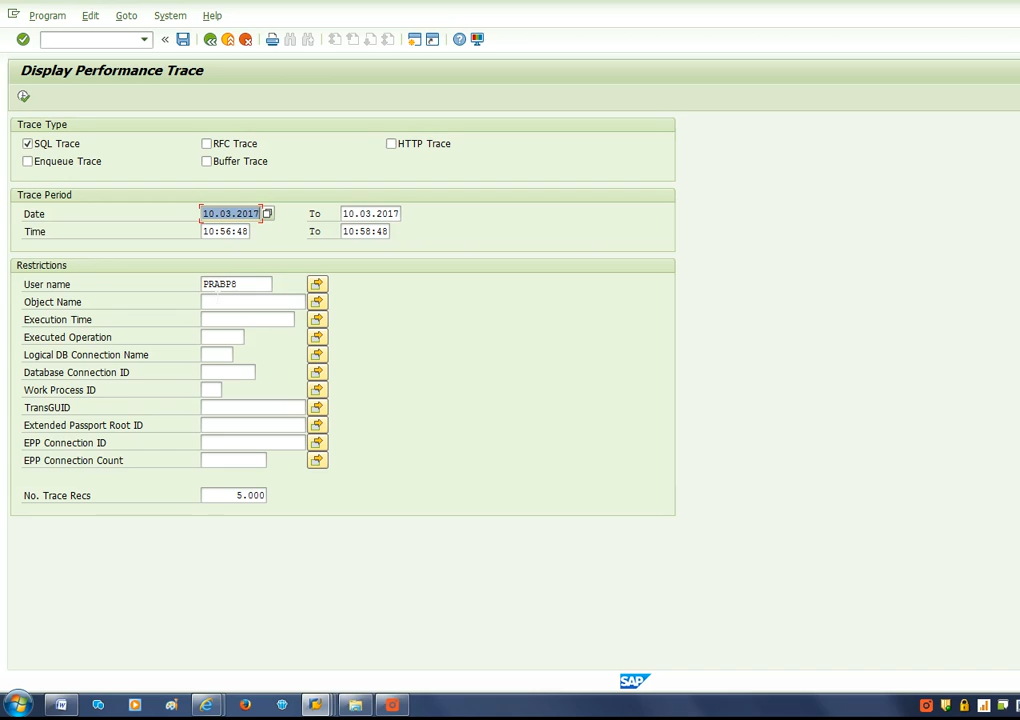 Program Edit Goto System Help
Display Performance Trace
Trace Type
SQL Trace RFC Trace HTTP Trace
Enqueue Trace Buffer Trace
Trace Period
Date 10.03.2017 To 10.03.2017
Time 10:56:48 To 10:58:48
Restrictions
User name PRABP8
Object Name
Execution Time
Executed Operation
Logical DB Connection Name
Database Connection ID
Work Process ID
TransGUID
Extended Passport Root ID
EPP Connection ID
EPP Connection Count
No. Trace Recs 5.000
SAP